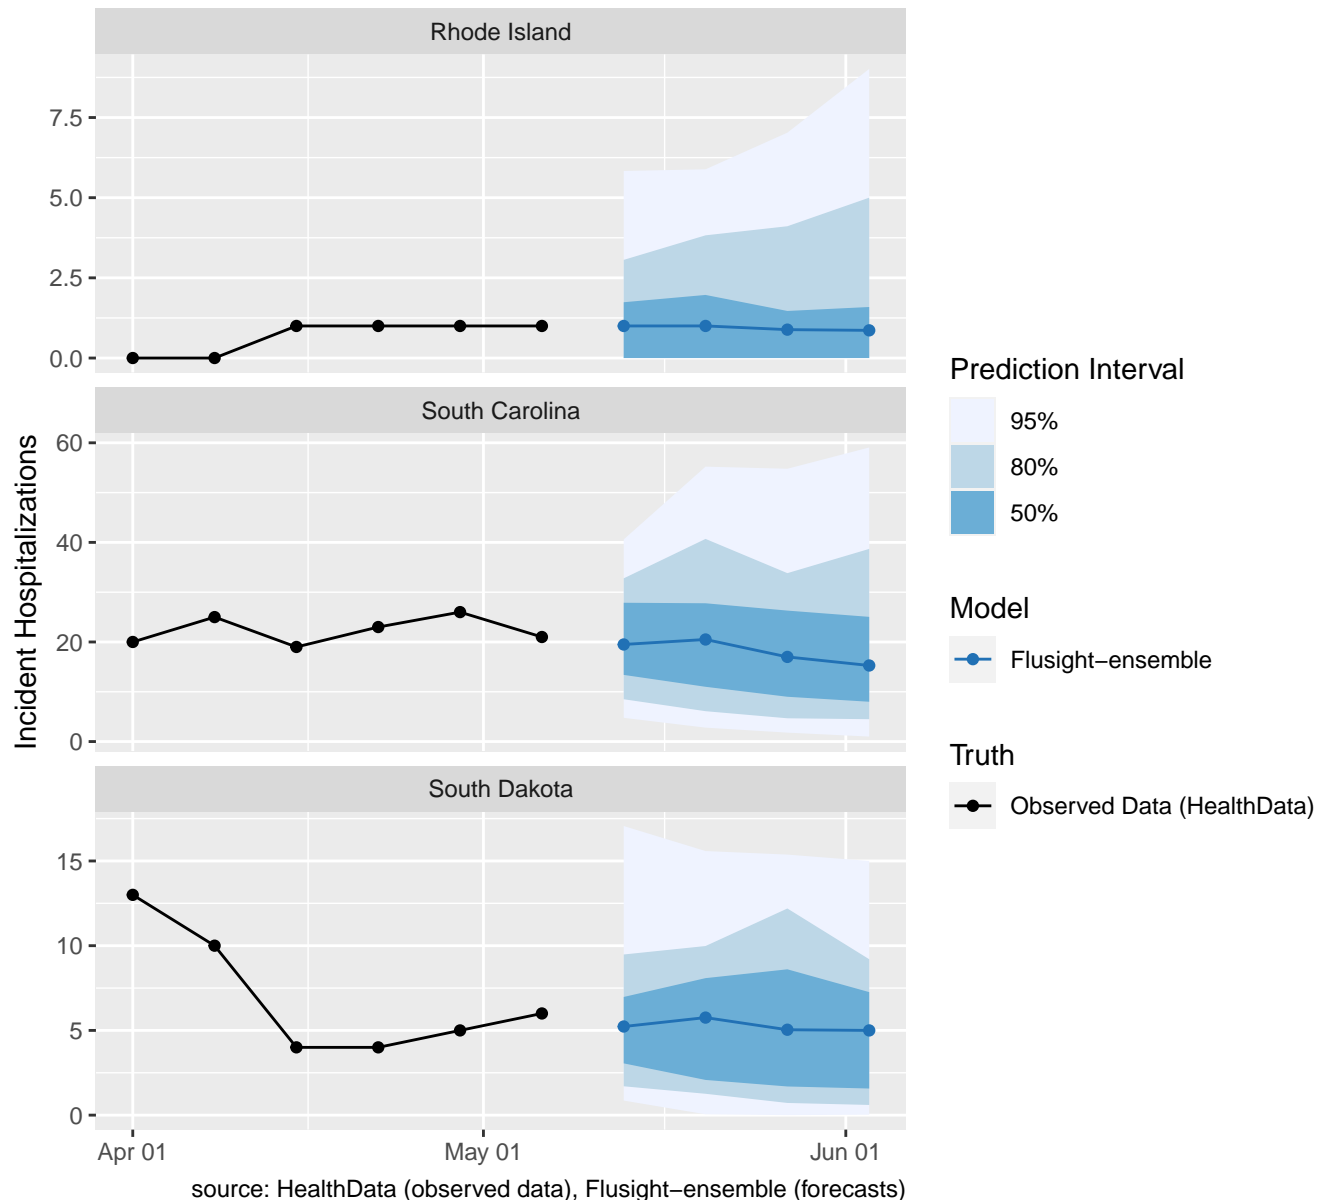 Rhode Island
7.5
5.0
2.5
0.0
South Carolina
60
40
20
0
South Dakota
15
10
5
0
Apr 01 May 01 Jun 01
Incident Hospitalizations
source: HealthData (observed data), Flusight−ensemble (forecasts)
Prediction Interval
95%
80%
50%
Model
Flusight−ensemble
Truth
Observed Data (HealthData)